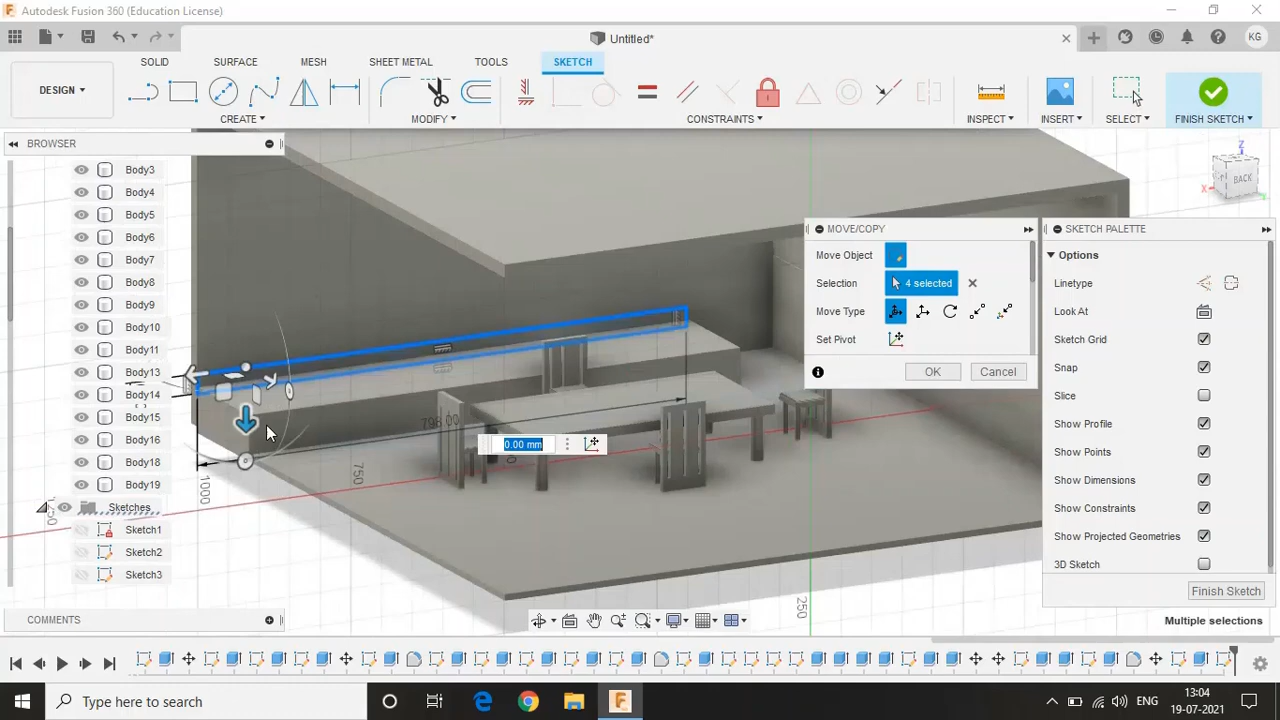 Autodesk Fusion 360 (Education License)
Untitled*
KG
DESIGN
SOLID
SURFACE
MESH
SHEET METAL
TOOLS
SKETCH
CREATE
MODIFY
CONSTRAINTS
INSPECT
INSERT
SELECT
FINISH SKETCH
BROWSER
Body3
Body4
Body5
Body6
Body7
Body8
Body9
Body10
Body11
Body13
Body14
Body15
Body16
Body18
Body19
Sketches
Sketch1
Sketch2
Sketch3
COMMENTS
Z
X
BACK
MOVE/COPY
Move Object
Selection
4 selected
Move Type
Set Pivot
OK
Cancel
SKETCH PALETTE
Options
Linetype
Look At
Sketch Grid
Snap
Slice
Show Profile
Show Points
Show Dimensions
Show Constraints
Show Projected Geometries
3D Sketch
Finish Sketch
Multiple selections
798.00
0.00 mm
1000
750
250
Type here to search
ENG
13:04
19-07-2021